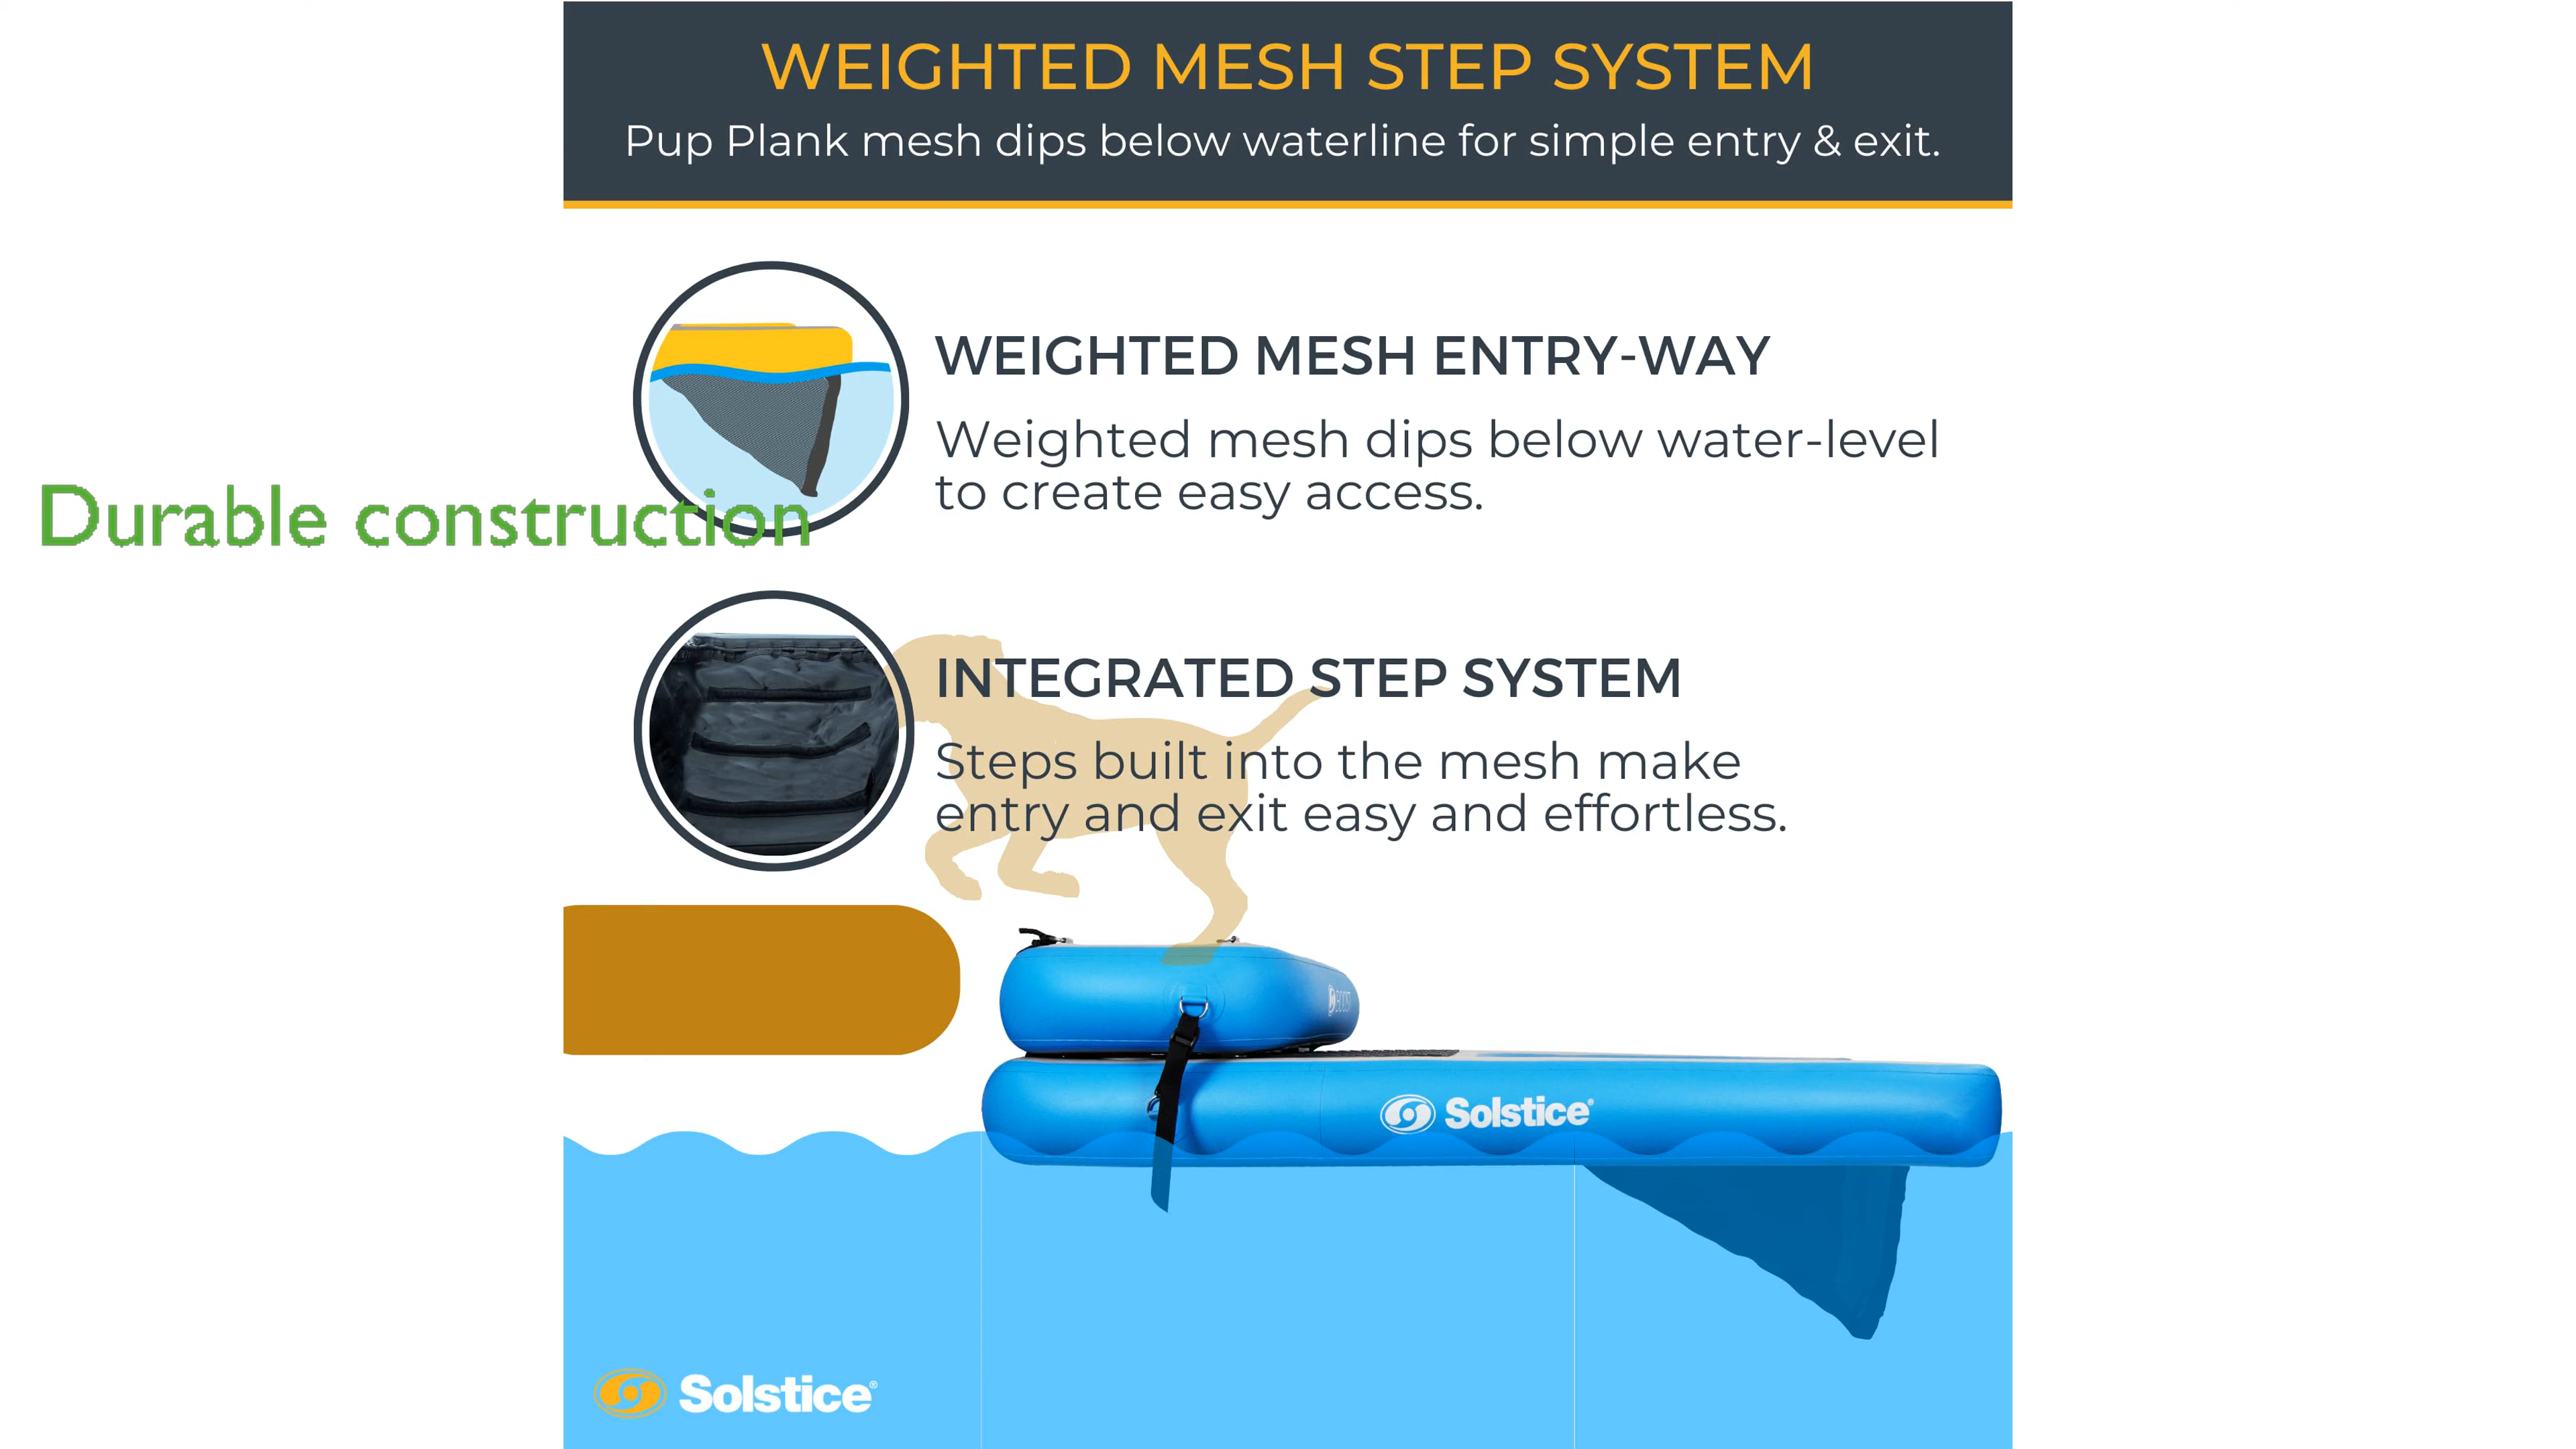 WEIGHTED MESH STEP SYSTEM
Pup Plank mesh dips below waterline for simple entry & exit.
WEIGHTED MESH ENTRY-WAY
Weighted mesh dips below water-level
to create easy access.
Durable construction
INTEGRATED STEP SYSTEM
Steps built into the mesh make
entry and exit easy and effortless.
Solstice®
Solstice®